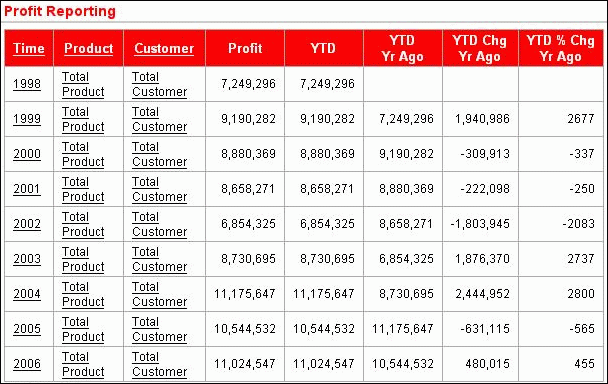 Profit Reporting
Time Product Customer Profit YTD YTD Yr Ago YTD Chg Yr Ago YTD % Chg Yr Ago
1998 Total Product Total Customer 7,249,296 7,249,296
1999 Total Product Total Customer 9,190,282 9,190,282 7,249,296 1,940,986 2677
2000 Total Product Total Customer 8,880,369 8,880,369 9,190,282 -309,913 -337
2001 Total Product Total Customer 8,658,271 8,658,271 8,880,369 -222,098 -250
2002 Total Product Total Customer 6,854,325 6,854,325 8,658,271 -1,803,945 -2083
2003 Total Product Total Customer 8,730,695 8,730,695 6,854,325 1,876,370 2737
2004 Total Product Total Customer 11,175,647 11,175,647 8,730,695 2,444,952 2800
2005 Total Product Total Customer 10,544,532 10,544,532 11,175,647 -631,115 -565
2006 Total Product Total Customer 11,024,547 11,024,547 10,544,532 480,015 455